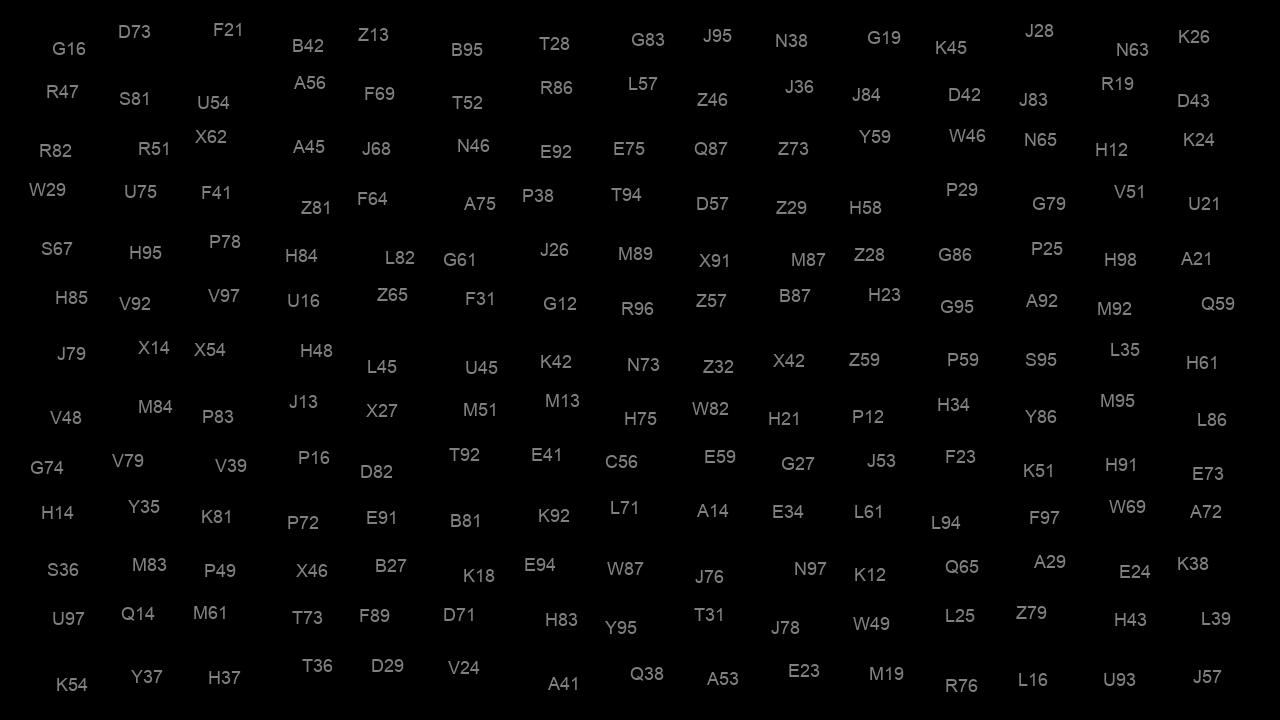 G16 D73 F21 B42 Z13 B95 T28 G83 J95 N38 G19 K45 J28 N63 K26
R47 S81 U54 A56 F69 T52 R86 L57 Z46 J36 J84 D42 J83 R19 D43
R82 R51 X62 A45 J68 N46 E92 E75 Q87 Z73 Y59 W46 N65 H12 K24
W29 U75 F41 Z81 F64 A75 P38 T94 D57 Z29 H58 P29 G79 V51 U21
S67 H95 P78 H84 L82 G61 J26 M89 X91 M87 Z28 G86 P25 H98 A21
H85 V92 V97 U16 Z65 F31 G12 R96 Z57 B87 H23 G95 A92 M92 Q59
J79 X14 X54 H48 L45 U45 K42 N73 Z32 X42 Z59 P59 S95 L35 H61
V48 M84 P83 J13 X27 M51 M13 H75 W82 H21 P12 H34 Y86 M95 L86
G74 V79 V39 P16 D82 T92 E41 C56 E59 G27 J53 F23 K51 H91 E73
H14 Y35 K81 P72 E91 B81 K92 L71 A14 E34 L61 L94 F97 W69 A72
S36 M83 P49 X46 B27 K18 E94 W87 J76 N97 K12 Q65 A29 E24 K38
U97 Q14 M61 T73 F89 D71 H83 Y95 T31 J78 W49 L25 Z79 H43 L39
K54 Y37 H37 T36 D29 V24 A41 Q38 A53 E23 M19 R76 L16 U93 J57